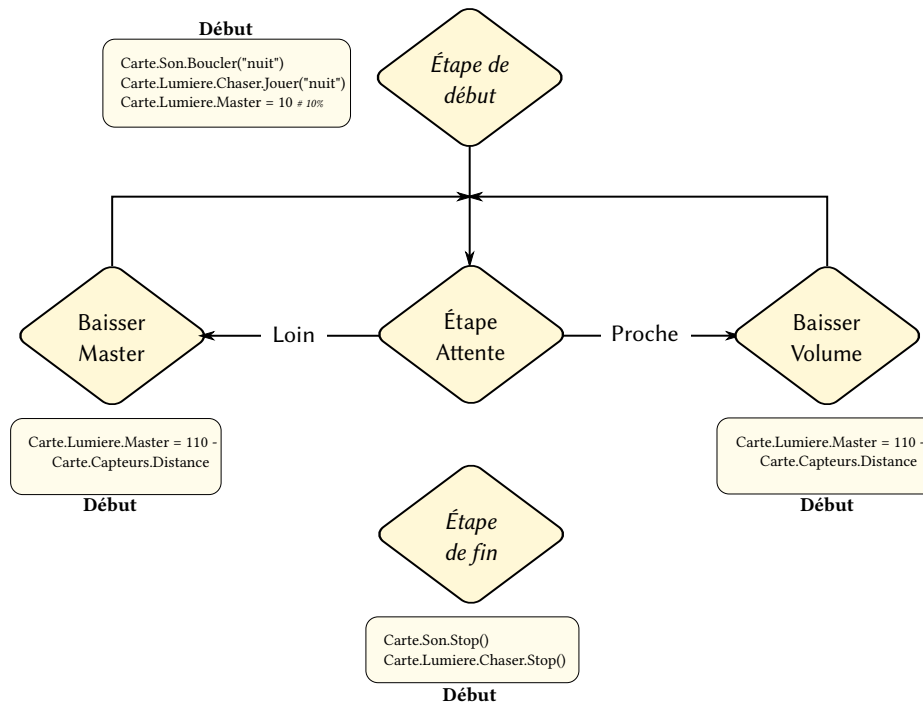 Début
Carte.Son.Boucler("nuit")
Carte.Lumiere.Chaser.Jouer("nuit")
Carte.Lumiere.Master = 10 # 10%
Étape de
début
Baisser
Master
Loin
Étape
Attente
Proche
Baisser
Volume
Carte.Lumiere.Master = 110 -
Carte.Capteurs.Distance
Début
Carte.Lumiere.Master = 110 -
Carte.Capteurs.Distance
Début
Étape
de fin
Carte.Son.Stop()
Carte.Lumiere.Chaser.Stop()
Début